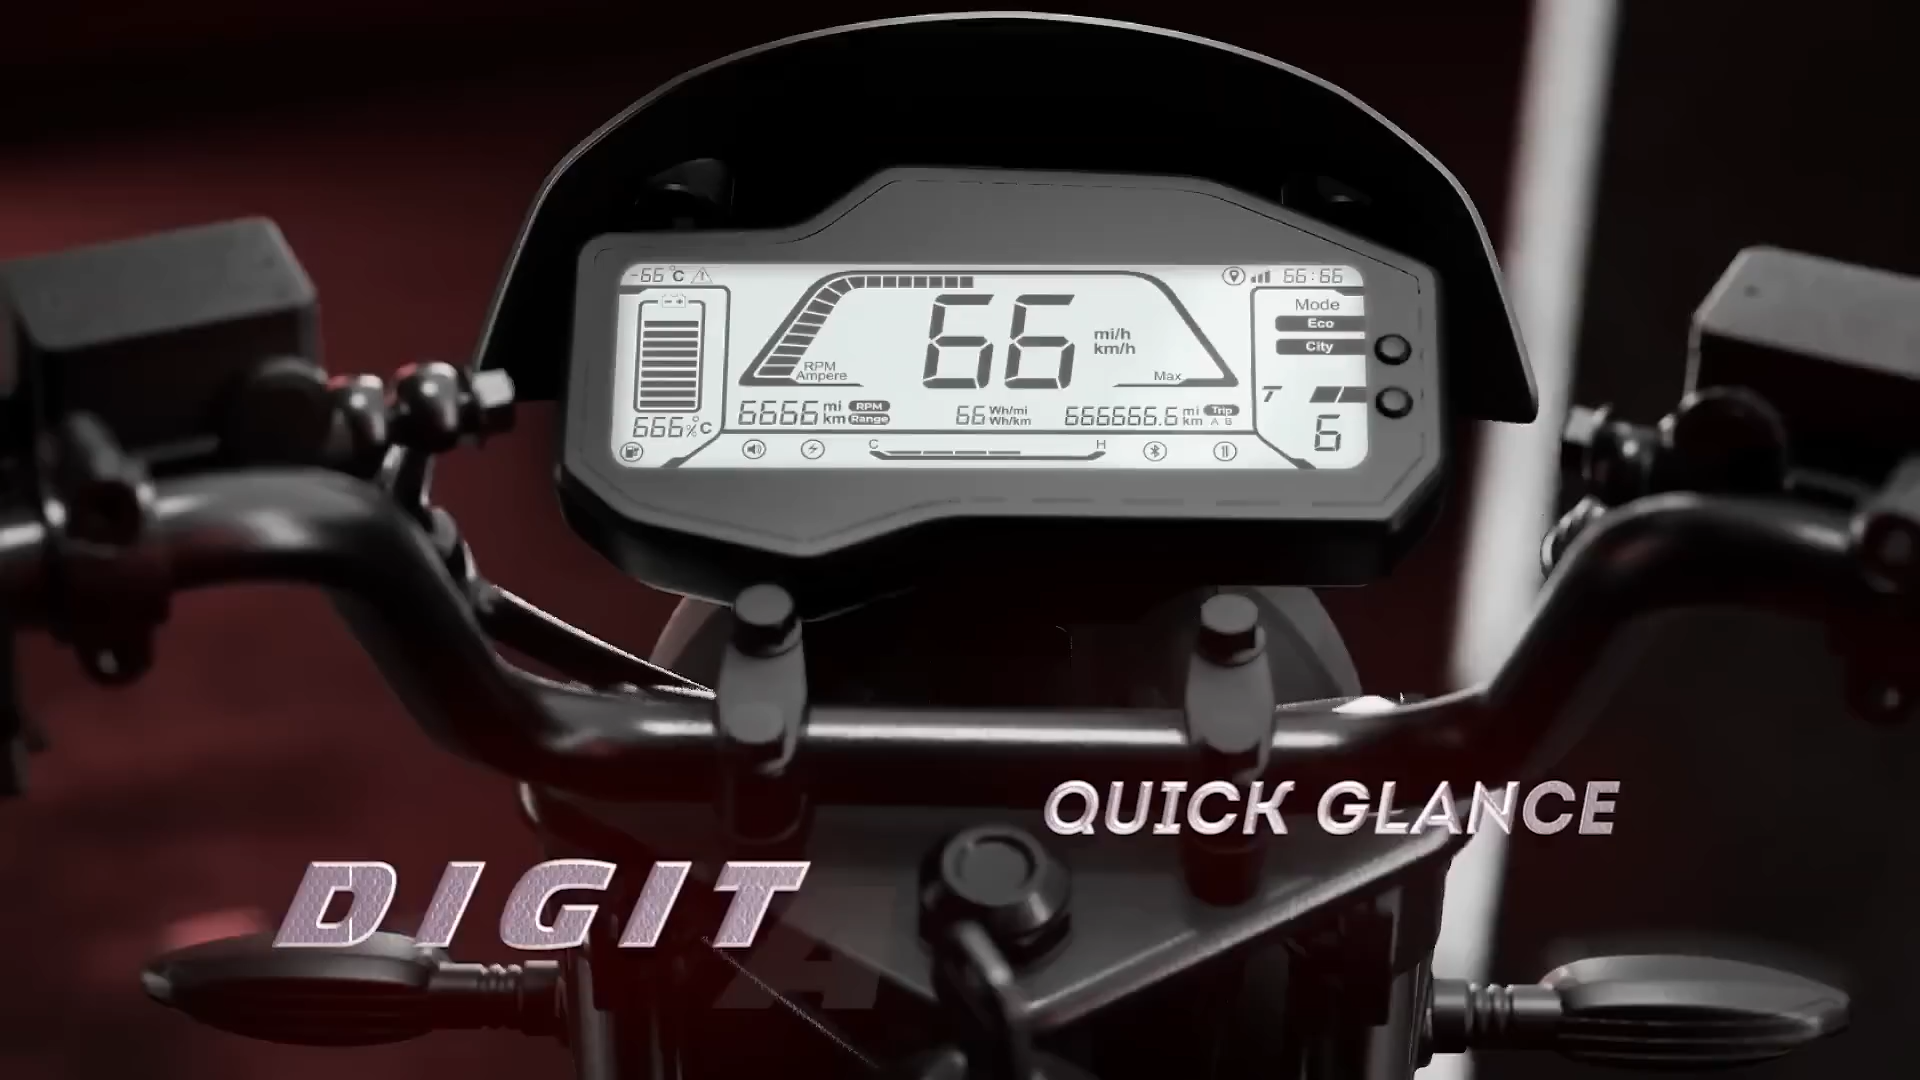 -66°C
66:66
Mode
Eco
City
66
mi/h
km/h
RPM
Ampere
Max
T
6666 mi km RPM Range
66 Wh/mi Wh/km
666666.6 mi km Trip A B
666%°C
6
C
H
QUICK GLANCE
DIGIT
A